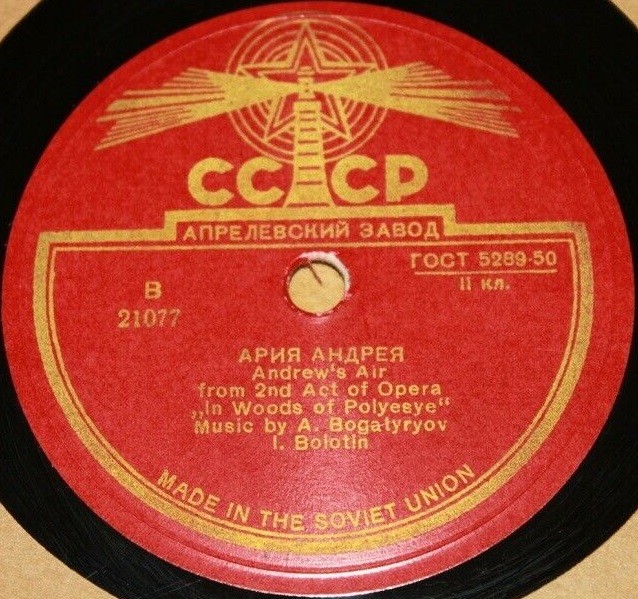 СССР
АПРЕЛЕВСКИЙ ЗАВОД
ГОСТ 5289-50
II кл.
В
21077
АРИЯ АНДРЕЯ
Andrew's Air
from 2nd Act of Opera
„In Woods of Polyesye“
Music by A. Bogatyryov
I. Bolotin
MADE IN THE SOVIET UNION